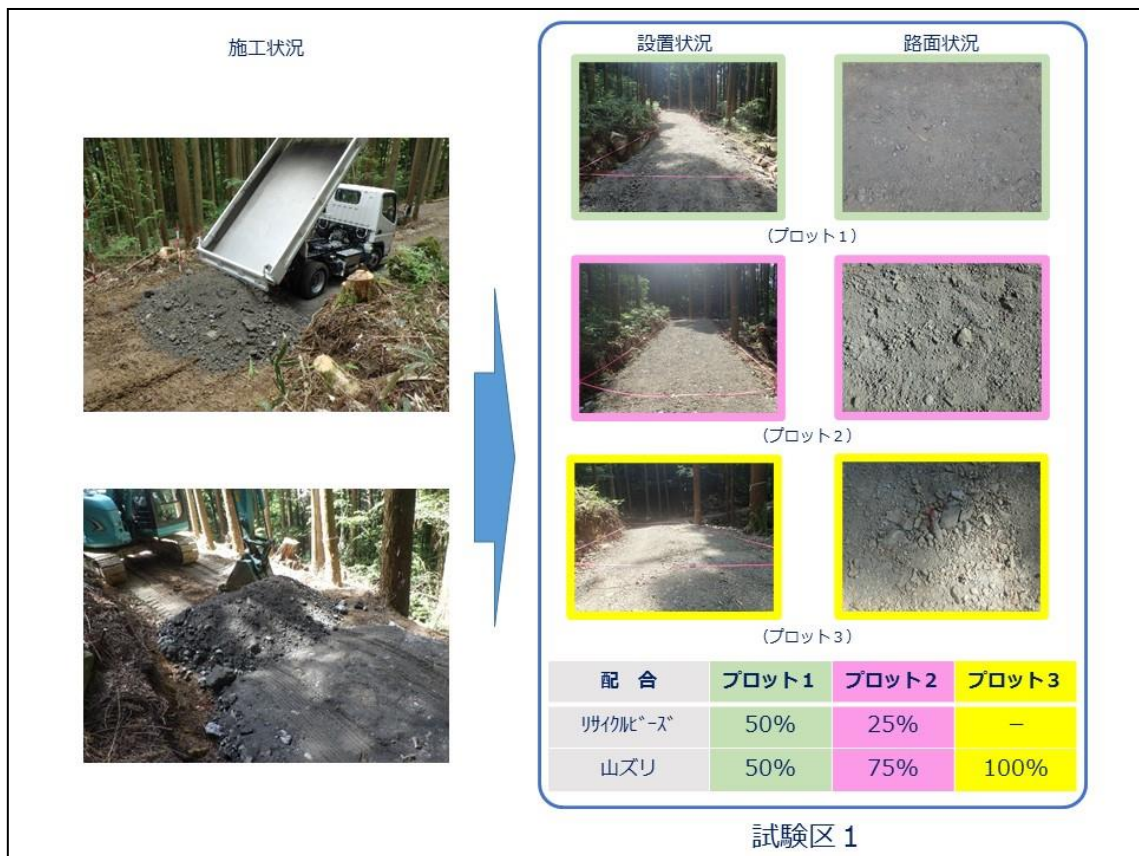 施工状況
設置状況 路面状況
（プロット１）
（プロット２）
（プロット３）
配　合 プロット１ プロット２ プロット３
ﾘｻｲｸﾙﾋﾞｰｽﾞ 50% 25% －
山ズリ 50% 75% 100%
試験区１